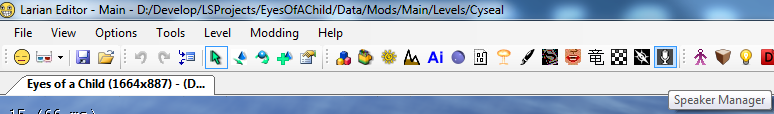 Larian Editor - Main - D:/Develop/LSProjects/EyesOfAChild/Data/Mods/Main/Levels/Cyseal
File View Options Tools Level Modding Help
Ai 竜
Eyes of a Child (1664x887) - (D...
Speaker Manager